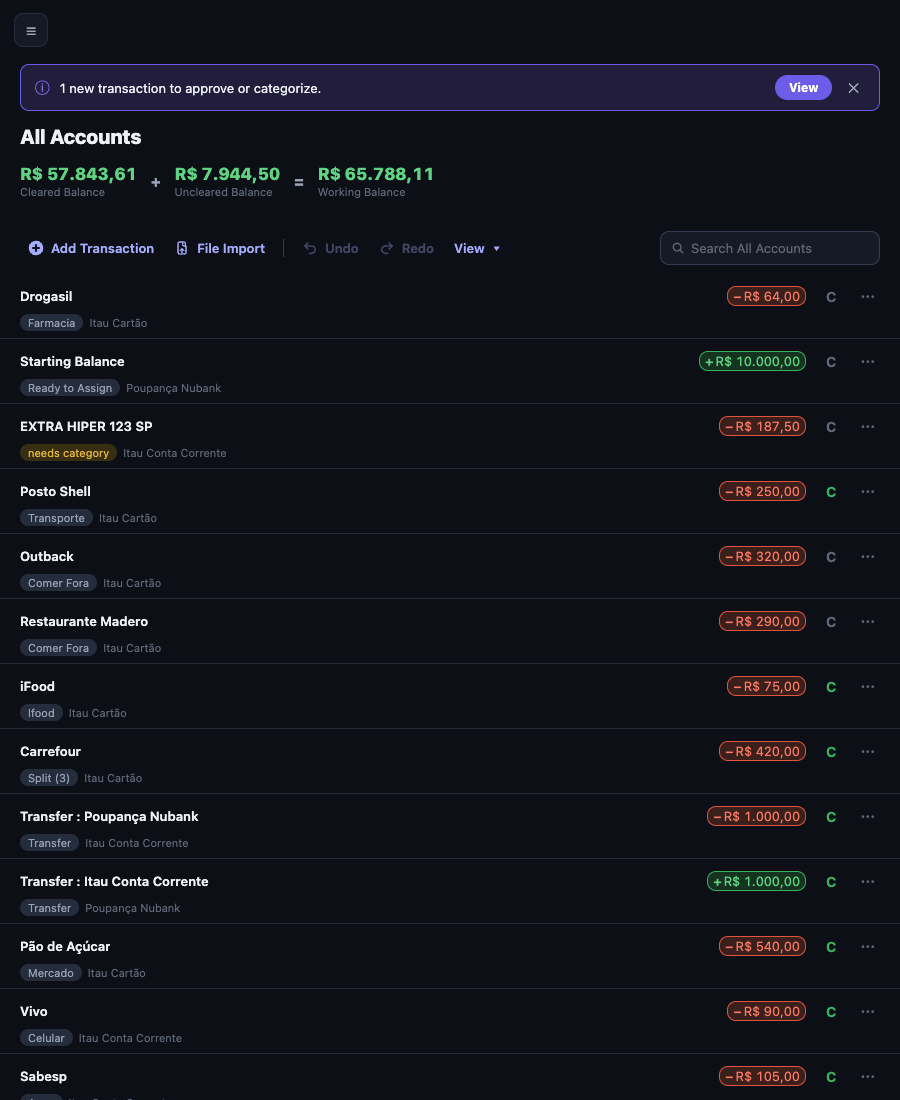 1 new transaction to approve or categorize. View
All Accounts
R$ 57.843,61 + R$ 7.944,50 = R$ 65.788,11
Cleared Balance Uncleared Balance Working Balance
Add Transaction File Import Undo Redo View Search All Accounts
Drogasil −R$ 64,00 C
Farmacia Itau Cartão
Starting Balance +R$ 10.000,00 C
Ready to Assign Poupança Nubank
EXTRA HIPER 123 SP −R$ 187,50 C
needs category Itau Conta Corrente
Posto Shell −R$ 250,00 C
Transporte Itau Cartão
Outback −R$ 320,00 C
Comer Fora Itau Cartão
Restaurante Madero −R$ 290,00 C
Comer Fora Itau Cartão
iFood −R$ 75,00 C
Ifood Itau Cartão
Carrefour −R$ 420,00 C
Split (3) Itau Cartão
Transfer : Poupança Nubank −R$ 1.000,00 C
Transfer Itau Conta Corrente
Transfer : Itau Conta Corrente +R$ 1.000,00 C
Transfer Poupança Nubank
Pão de Açúcar −R$ 540,00 C
Mercado Itau Cartão
Vivo −R$ 90,00 C
Celular Itau Conta Corrente
Sabesp −R$ 105,00 C